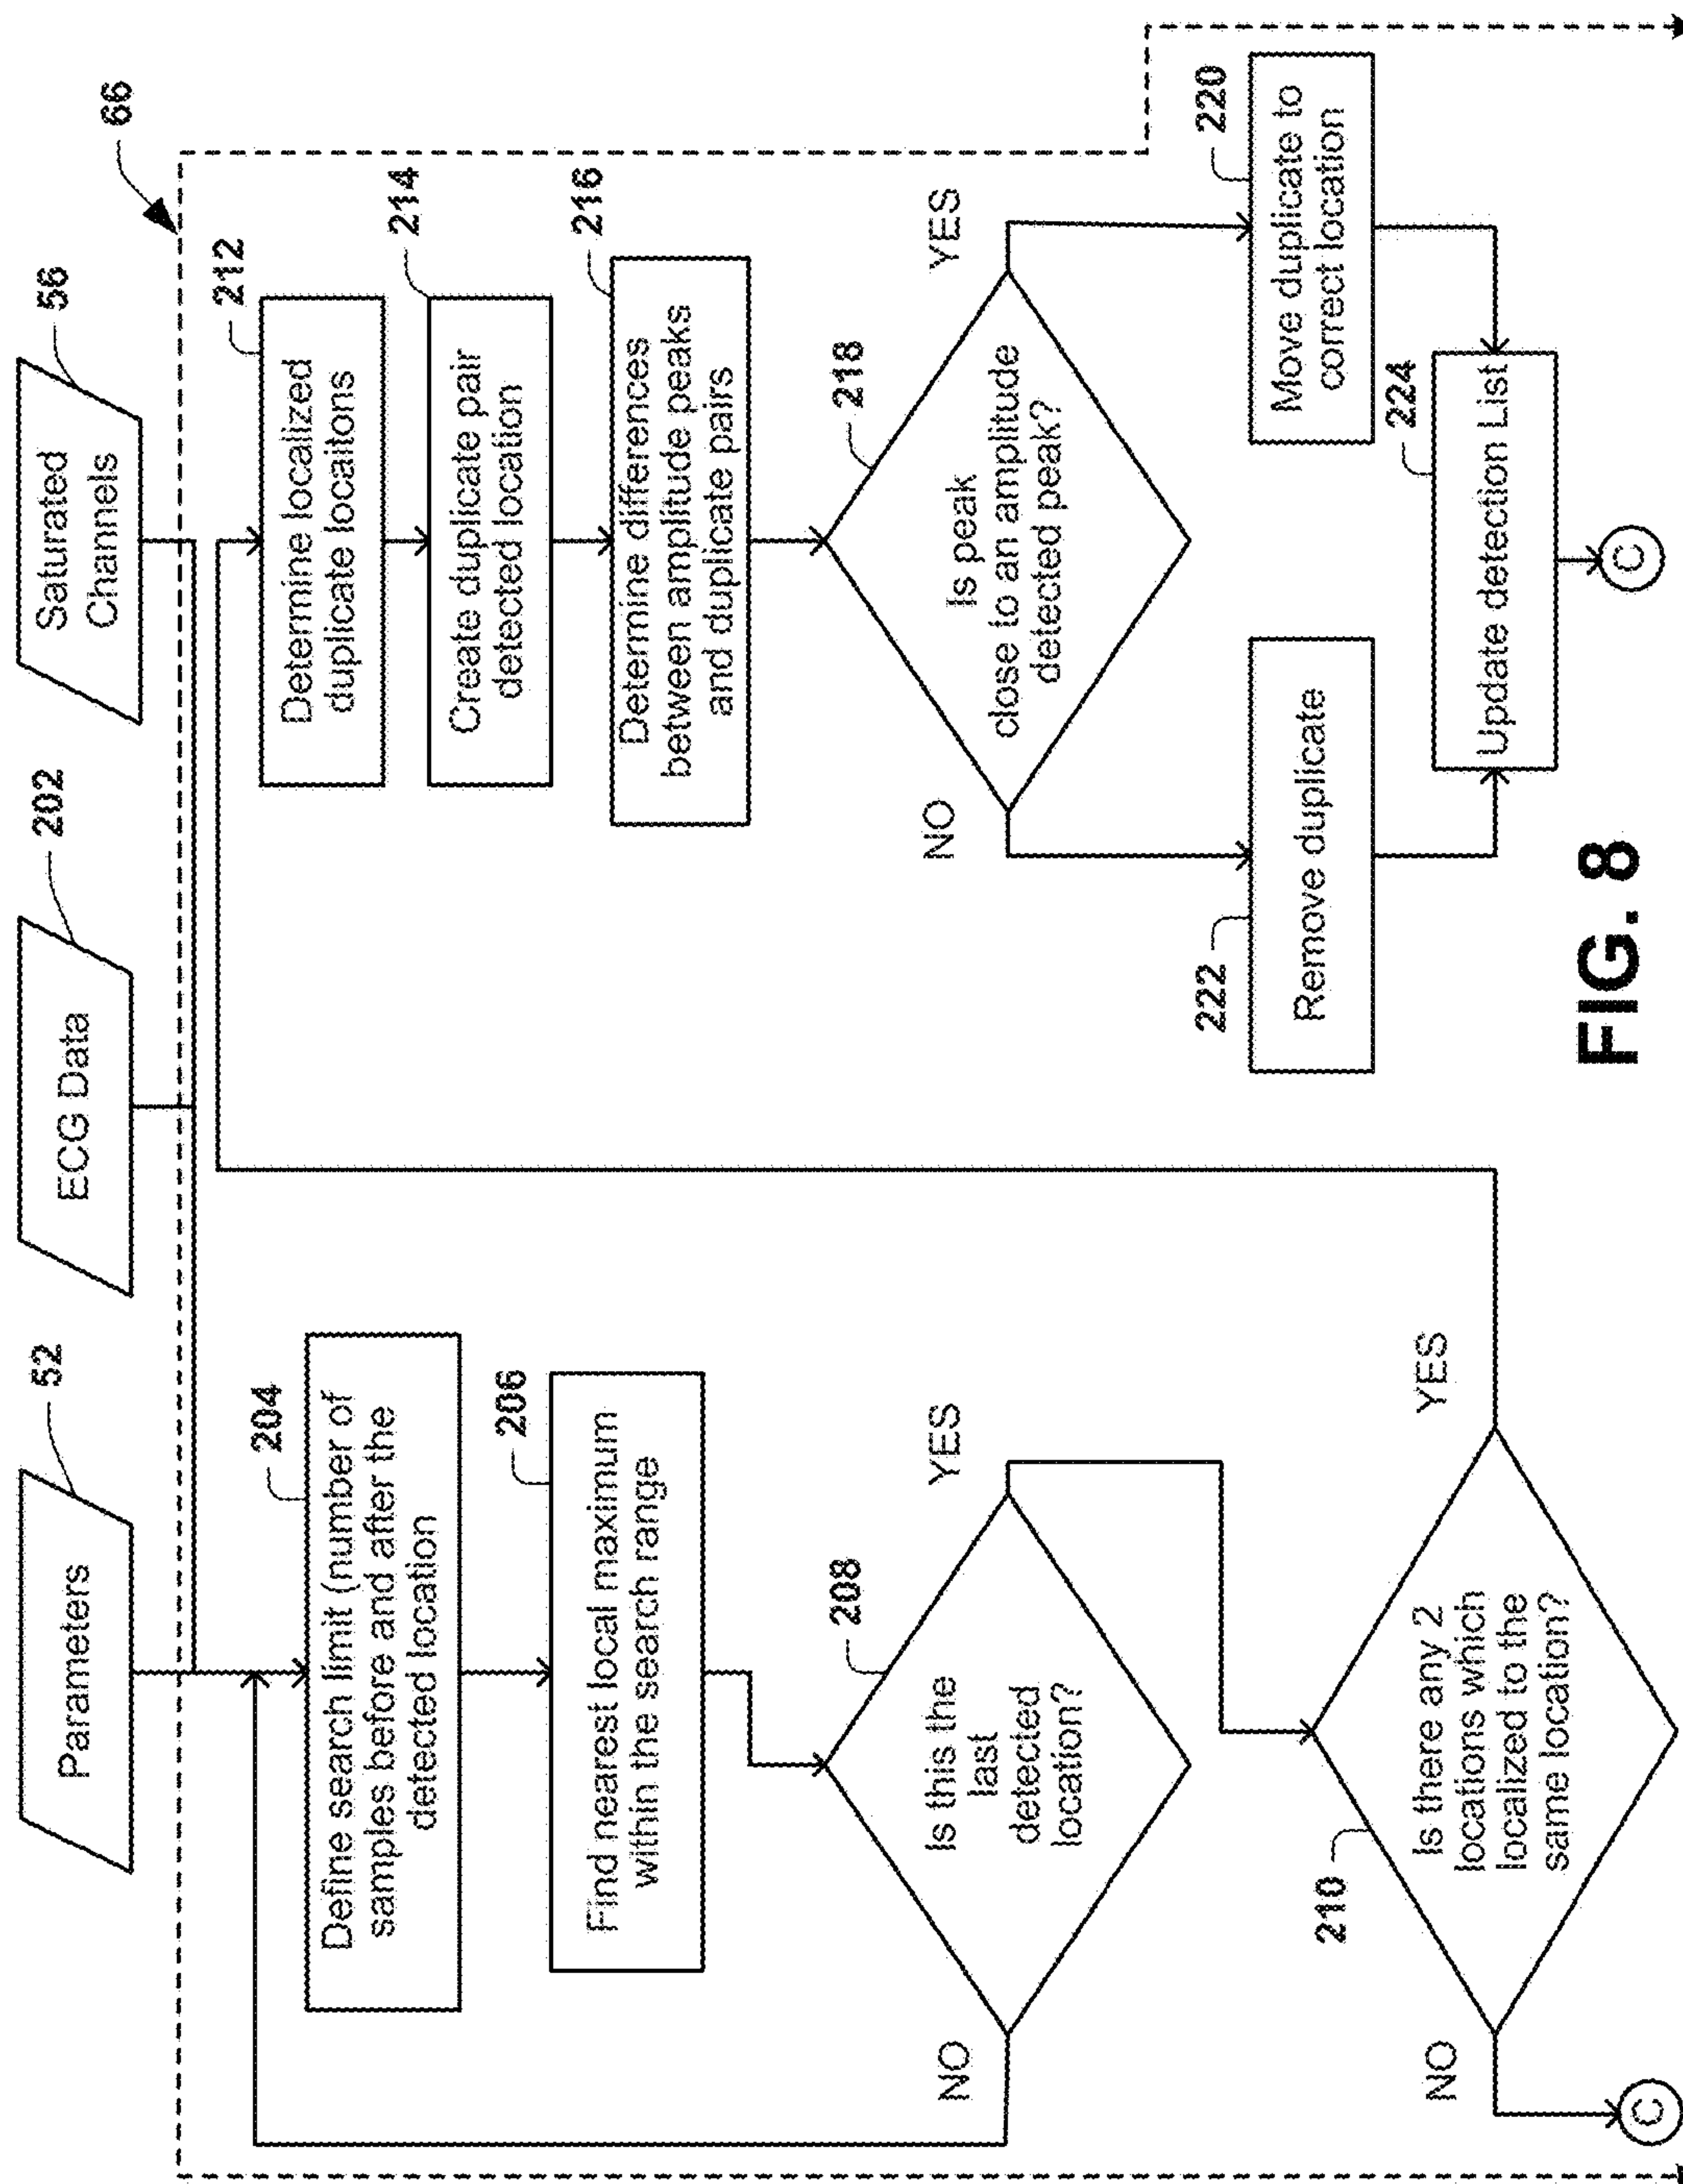 Parameters
52
ECG Data
202
Saturated
Channels
56
66
204
Define search limit (number of
samples before and after the
detected location
206
Find nearest local maximum
within the search range
208
Is this the
last
detected
location?
NO
YES
210
Is there any 2
locations which
localized to the
same location?
NO
YES
C
212
Determine localized
duplicate locaitons
214
Create duplicate pair
detected location
216
Determine differences
between amplitude peaks
and duplicate pairs
218
Is peak
close to an amplitude
detected peak?
NO
YES
222
Remove duplicate
220
Move duplicate to
correct location
224
Update detection List
C
FIG. 8